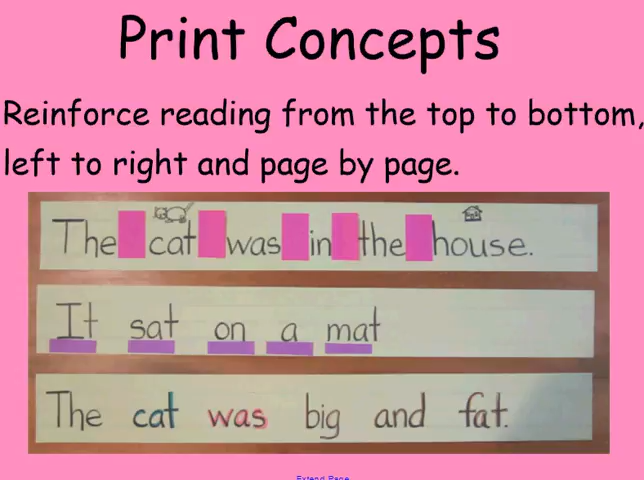 Print Concepts
Reinforce reading from the top to bottom,
left to right and page by page.
The cat was in the house.
It sat on a mat
The cat was big and fat.
Extend Page